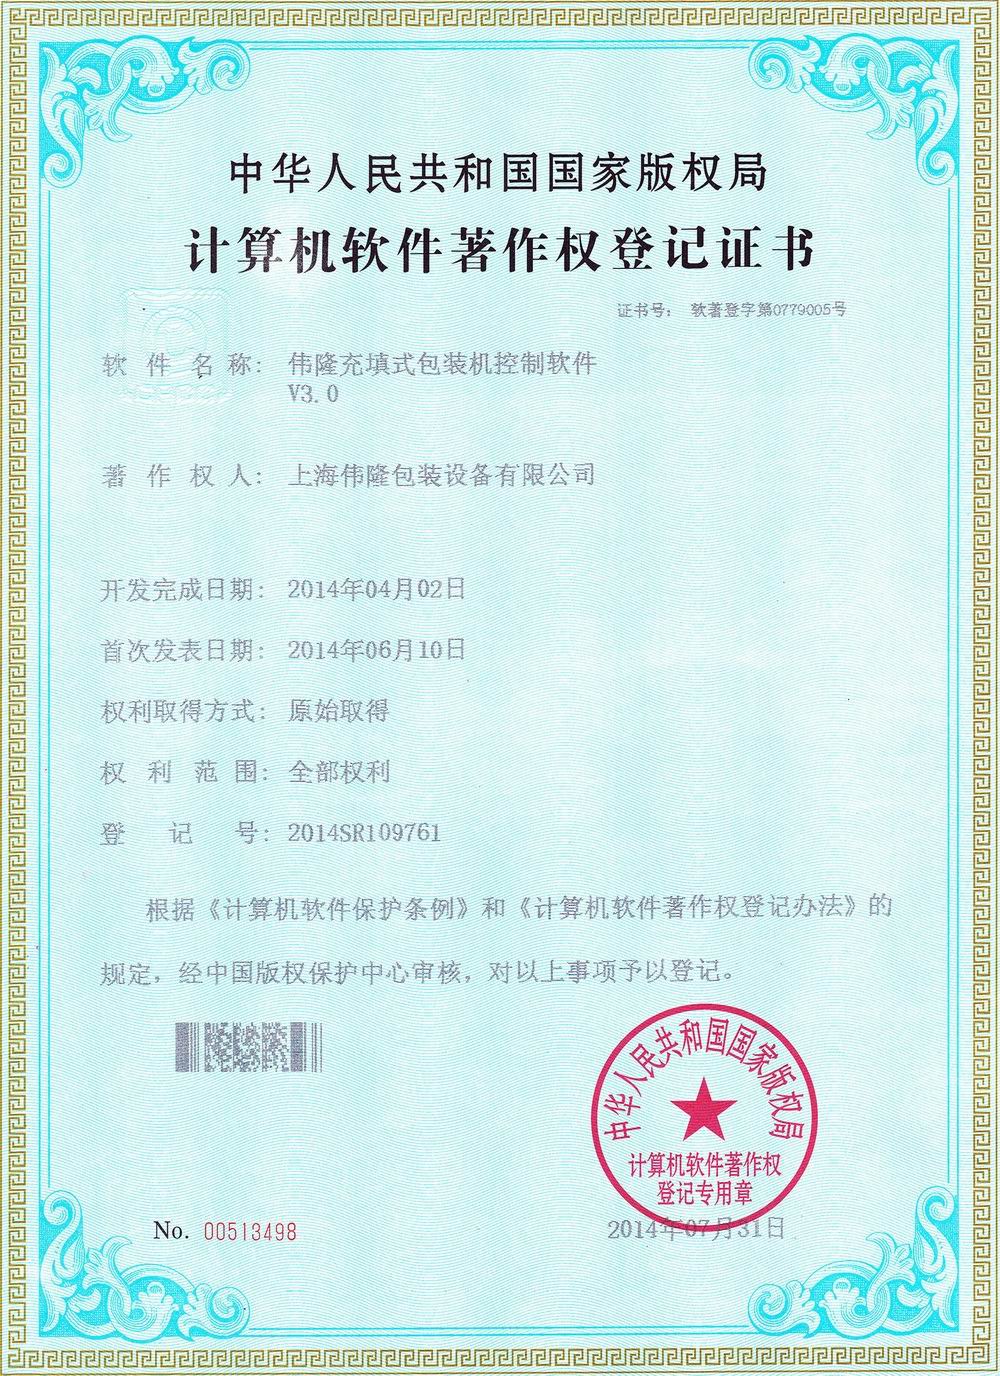 中华人民共和国国家版权局
计算机软件著作权登记证书
证书号： 软著登字第0779005号
软件名称： 伟隆充填式包装机控制软件
V3.0
著作权人： 上海伟隆包装设备有限公司
开发完成日期： 2014年04月02日
首次发表日期： 2014年06月10日
权利取得方式： 原始取得
权利范围： 全部权利
登记号： 2014SR109761
根据《计算机软件保护条例》和《计算机软件著作权登记办法》的
规定，经中国版权保护中心审核，对以上事项予以登记。
中华人民共和国国家版权局
计算机软件著作权
登记专用章
No. 00513498
2014年07月31日